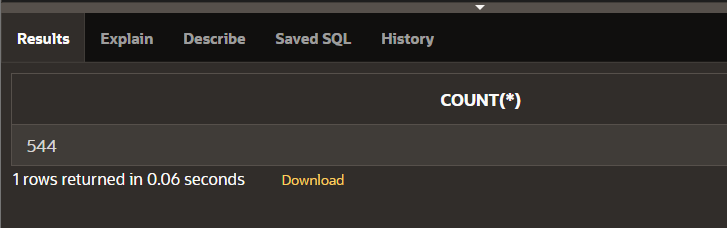 Results Explain Describe Saved SQL History
COUNT(*)
544
1 rows returned in 0.06 seconds Download